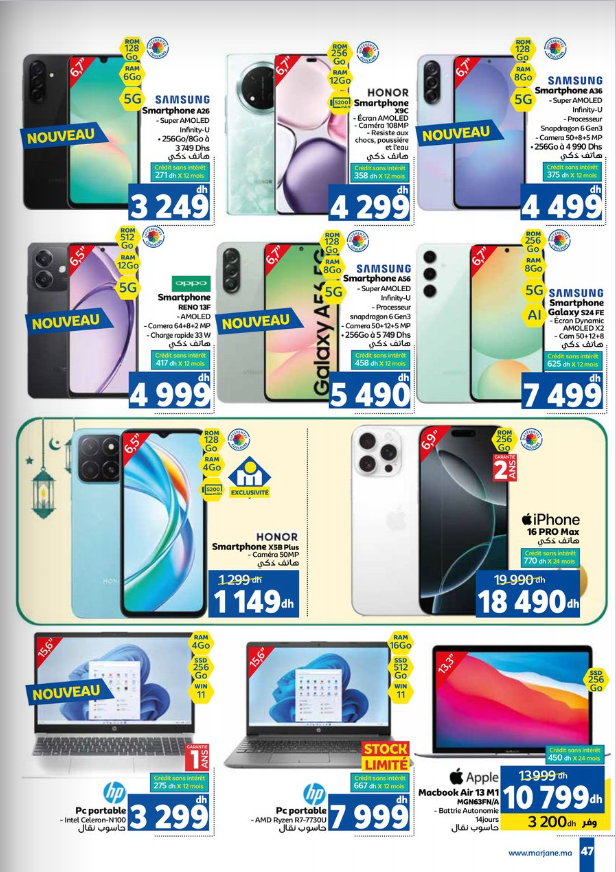 ROM
128
Go
RAM
6Go
5G
6,7"
NOUVEAU
SAMSUNG
Smartphone A26
- Super AMOLED
Infinity-U
• 256Go/8Go à
3 749 Dhs
هاتف ذكي
Crédit sans intérêt
271 dh X 12 mois
3 249 dh
ROM
256
Go
RAM
12Go
5200
6,7"
HONOR
Smartphone
X9C
- Écran AMOLED
- Caméra 108MP
- Resiste aux
chocs, poussière
et l'eau
هاتف ذكي
Crédit sans intérêt
358 dh X 12 mois
4 299 dh
ROM
128
Go
RAM
8Go
5G
6,7"
NOUVEAU
SAMSUNG
Smartphone A36
- Super AMOLED
Infinity-U
- Processeur
Snapdragon 6 Gen3
- Camera 50+8+5 MP
• 256Go à 4 990 Dhs
هاتف ذكي
Crédit sans intérêt
375 dh X 12 mois
4 499 dh
ROM
512
Go
RAM
12Go
5G
6,5"
NOUVEAU
oppo
Smartphone
RENO 13F
- AMOLED
- Camera 64+8+2 MP
- Charge rapide 33 W
هاتف ذكي
Crédit sans intérêt
417 dh X 12 mois
4 999 dh
ROM
128
Go
RAM
8Go
5G
6,7"
NOUVEAU
Galaxy A56 5G
SAMSUNG
Smartphone A56
- Super AMOLED
Infinity-U
- Processeur
snapdragon 6 Gen3
- Camera 50+12+5 MP
• 256Go à 5 749 Dhs
هاتف ذكي
Crédit sans intérêt
458 dh X 12 mois
5 490 dh
ROM
256
Go
RAM
8Go
5G
AI
6,7"
SAMSUNG
Smartphone
Galaxy S24 FE
- Écran Dynamic
AMOLED X2
- Cam 50+12+8
هاتف ذكي
Crédit sans intérêt
625 dh X 12 mois
7 499 dh
ROM
128
Go
RAM
4Go
5200
6,5"
EXCLUSIVITÉ
HONOR
Smartphone X5B Plus
- Caméra 50MP
هاتف ذكي
1 299 dh
1 149 dh
6,9"
ROM
256
Go
GARANTIE
2 ANS
iPhone
16 PRO Max
هاتف ذكي
Crédit sans intérêt
770 dh X 24 mois
19 990 dh
18 490 dh
15,6"
RAM
4Go
SSD
256
Go
WIN
11
NOUVEAU
GARANTIE
1 ANS
hp
Crédit sans intérêt
275 dh X 12 mois
Pc portable
- Intel Celeron-N100
حاسوب نقال
3 299 dh
15,6"
RAM
16Go
SSD
512
Go
WIN
11
STOCK
LIMITÉ
hp
Crédit sans intérêt
667 dh X 12 mois
Pc portable
- AMD Ryzen R7-7730U
حاسوب نقال
7 999 dh
13,3"
SSD
256
Go
Crédit sans intérêt
450 dh X 24 mois
Apple
Macbook Air 13 M1
MGN63FN/A
- Battrie Autonomie
14jours
حاسوب نقال
13 999 dh
10 799 dh
3 200 dh وفر
www.marjane.ma
47